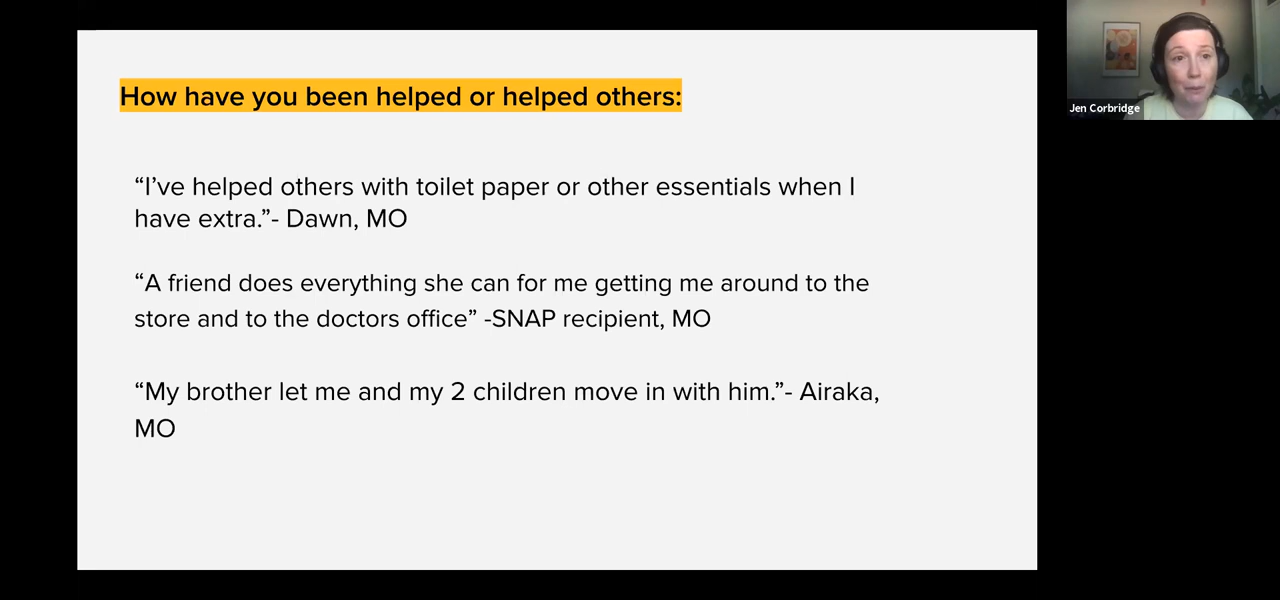 How have you been helped or helped others:
“I’ve helped others with toilet paper or other essentials when I
have extra.”- Dawn, MO
“A friend does everything she can for me getting me around to the
store and to the doctors office” -SNAP recipient, MO
“My brother let me and my 2 children move in with him.”- Airaka,
MO
Jen Corbridge